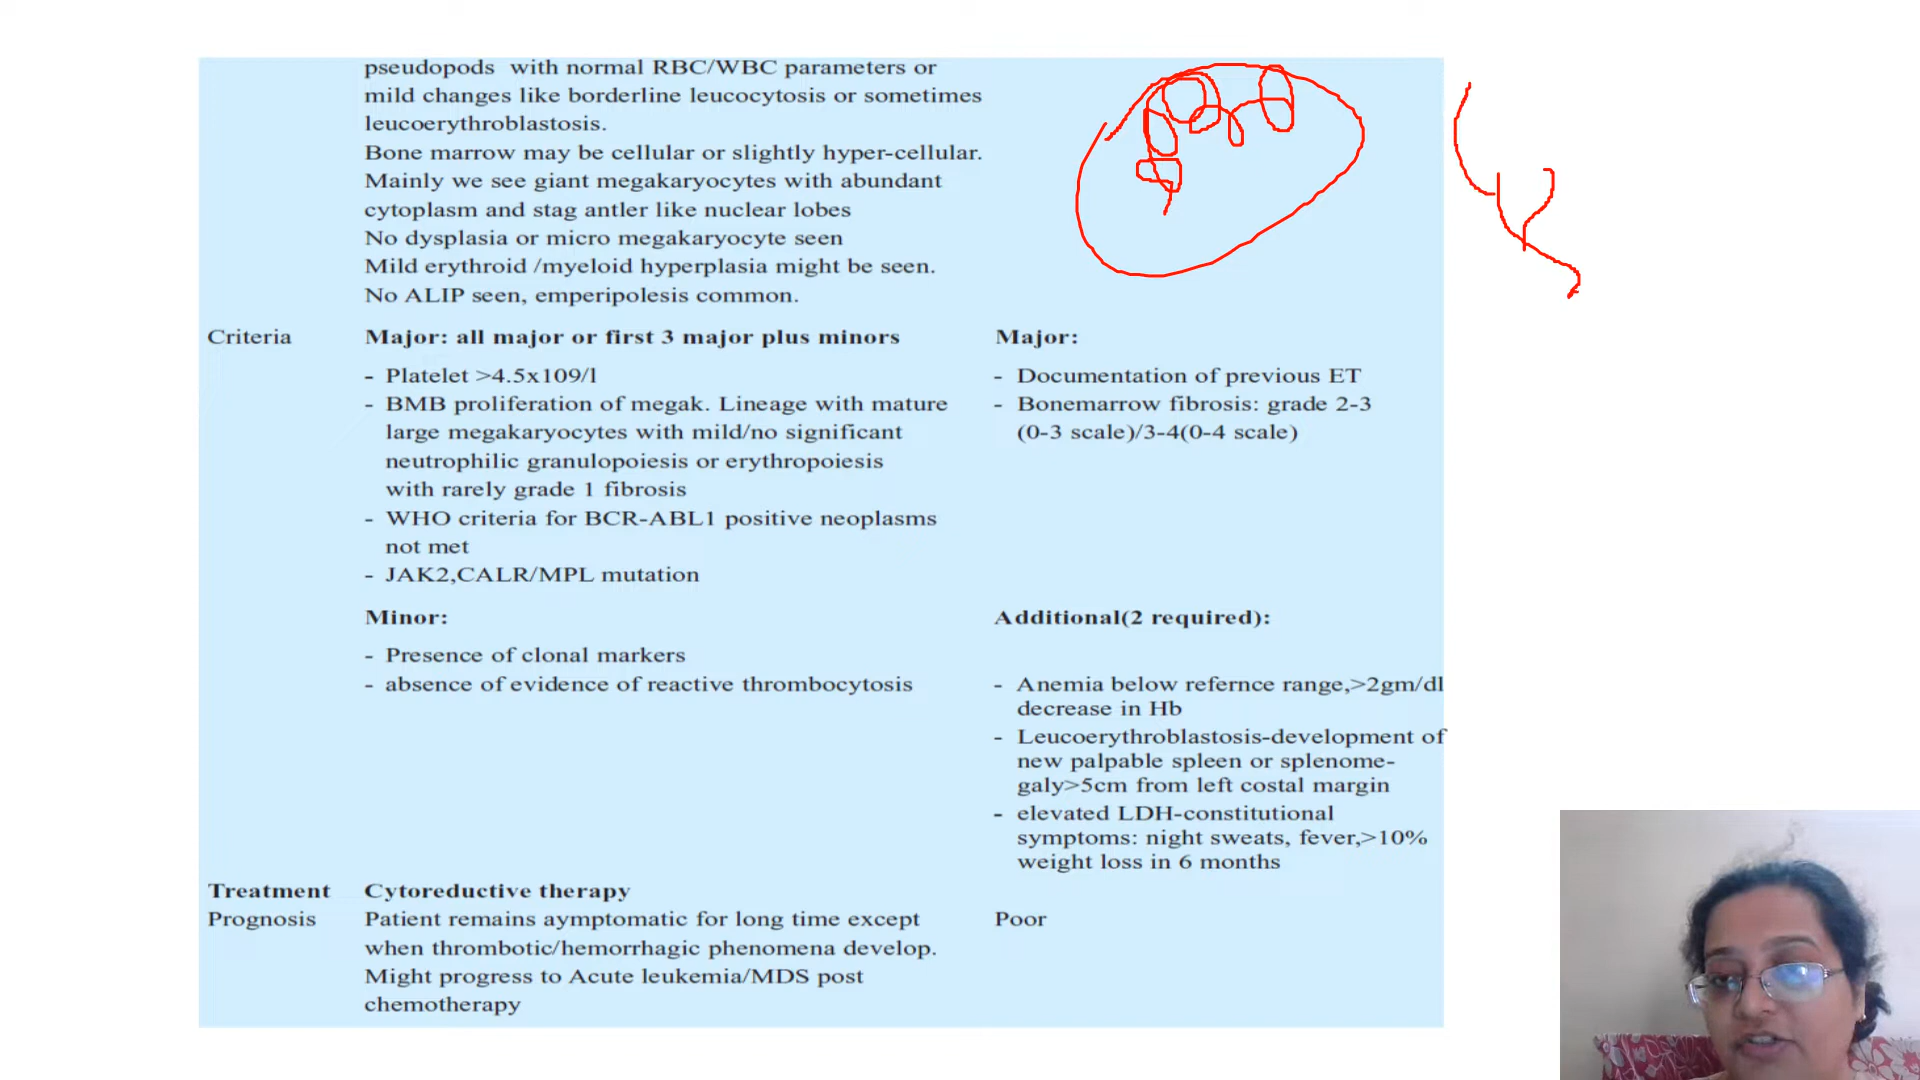 pseudopods with normal RBC/WBC parameters or
mild changes like borderline leucocytosis or sometimes
leucoerythroblastosis.
Bone marrow may be cellular or slightly hyper-cellular.
Mainly we see giant megakaryocytes with abundant
cytoplasm and stag antler like nuclear lobes
No dysplasia or micro megakaryocyte seen
Mild erythroid /myeloid hyperplasia might be seen.
No ALIP seen, emperipolesis common.
Criteria
Major: all major or first 3 major plus minors
- Platelet >4.5x109/l
- BMB proliferation of megak. Lineage with mature
large megakaryocytes with mild/no significant
neutrophilic granulopoiesis or erythropoiesis
with rarely grade 1 fibrosis
- WHO criteria for BCR-ABL1 positive neoplasms
not met
- JAK2,CALR/MPL mutation
Major:
- Documentation of previous ET
- Bonemarrow fibrosis: grade 2-3
(0-3 scale)/3-4(0-4 scale)
Minor:
- Presence of clonal markers
- absence of evidence of reactive thrombocytosis
Additional(2 required):
- Anemia below refernce range,>2gm/dl
decrease in Hb
- Leucoerythroblastosis-development of
new palpable spleen or splenome-
galy>5cm from left costal margin
- elevated LDH-constitutional
symptoms: night sweats, fever,>10%
weight loss in 6 months
Treatment
Cytoreductive therapy
Prognosis
Patient remains aymptomatic for long time except
when thrombotic/hemorrhagic phenomena develop.
Might progress to Acute leukemia/MDS post
chemotherapy
Poor